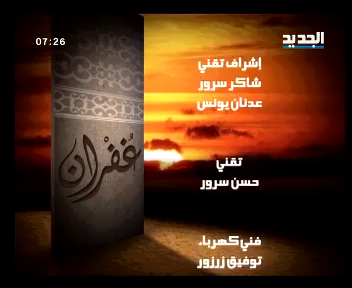 الجديد
07:26
إشراف تقني
شاكر سرور
عدنان يونس
غفران
تقني
حسن سرور
فني كهرباء
توفيق زرزور